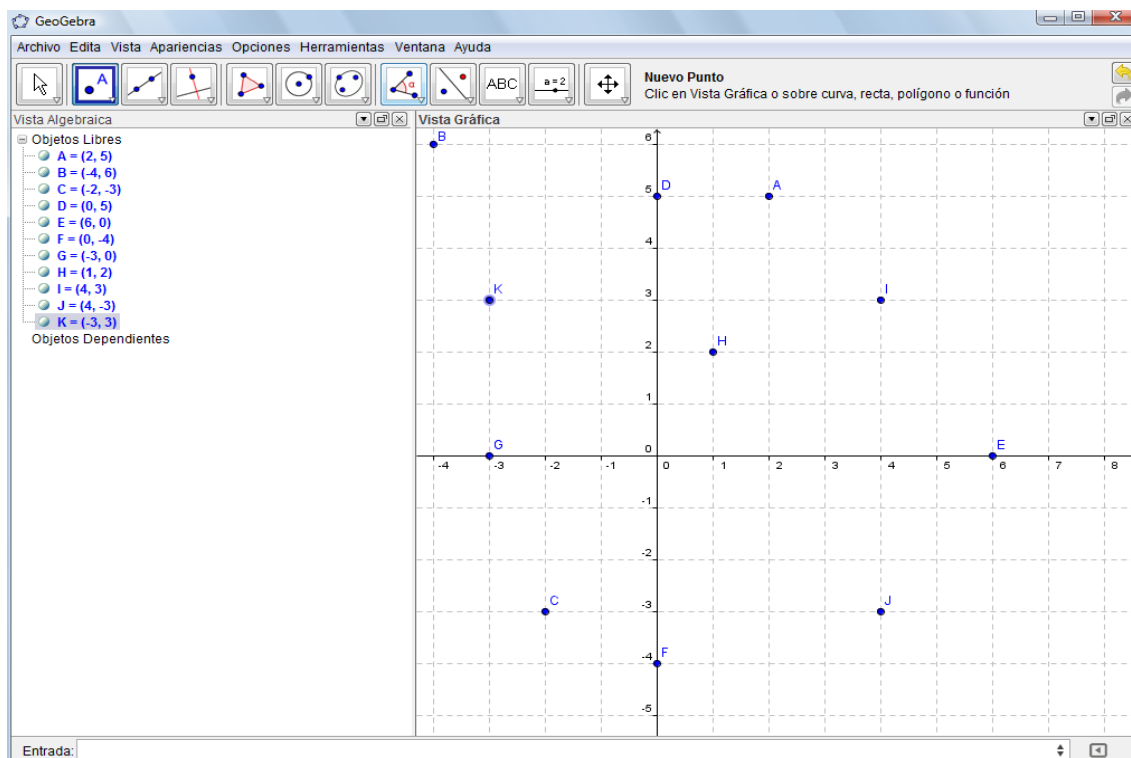 GeoGebra
Archivo Edita Vista Apariencias Opciones Herramientas Ventana Ayuda
A
α
ABC
a=2
Nuevo Punto
Clic en Vista Gráfica o sobre curva, recta, polígono o función
Vista Algebraica
Vista Gráfica
Objetos Libres
A = (2, 5)
B = (-4, 6)
C = (-2, -3)
D = (0, 5)
E = (6, 0)
F = (0, -4)
G = (-3, 0)
H = (1, 2)
I = (4, 3)
J = (4, -3)
K = (-3, 3)
Objetos Dependientes
B 6
5 D A
4
K 3 I
2 H
1
G 0 E
-4 -3 -2 -1 0 1 2 3 4 5 6 7 8
-1
-2
C -3 J
-4 F
-5
Entrada: